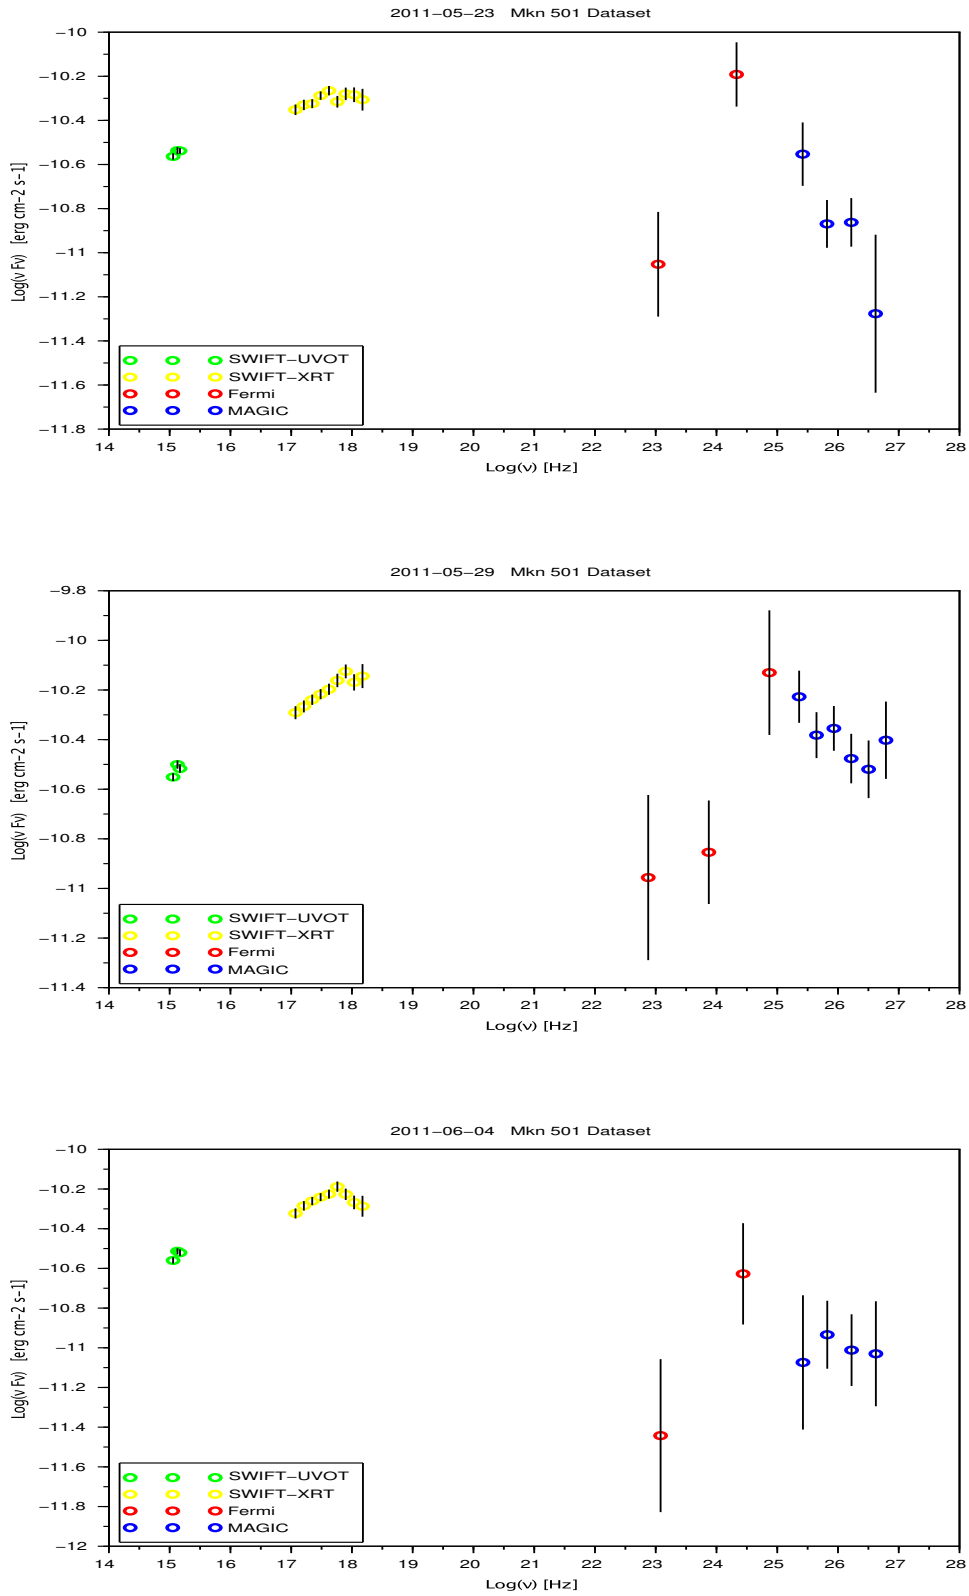 2011−05−23 Mkn 501 Dataset
−10
−10.2
−10.4
−10.6
−10.8
−11
−11.2
−11.4
−11.6
−11.8
Log(ν Fν) [erg cm−2 s−1]
SWIFT−UVOT
SWIFT−XRT
Fermi
MAGIC
14 15 16 17 18 19 20 21 22 23 24 25 26 27 28
Log(ν) [Hz]
2011−05−29 Mkn 501 Dataset
−9.8
−10
−10.2
−10.4
−10.6
−10.8
−11
−11.2
−11.4
Log(ν Fν) [erg cm−2 s−1]
SWIFT−UVOT
SWIFT−XRT
Fermi
MAGIC
14 15 16 17 18 19 20 21 22 23 24 25 26 27 28
Log(ν) [Hz]
2011−06−04 Mkn 501 Dataset
−10
−10.2
−10.4
−10.6
−10.8
−11
−11.2
−11.4
−11.6
−11.8
−12
Log(ν Fν) [erg cm−2 s−1]
SWIFT−UVOT
SWIFT−XRT
Fermi
MAGIC
14 15 16 17 18 19 20 21 22 23 24 25 26 27 28
Log(ν) [Hz]